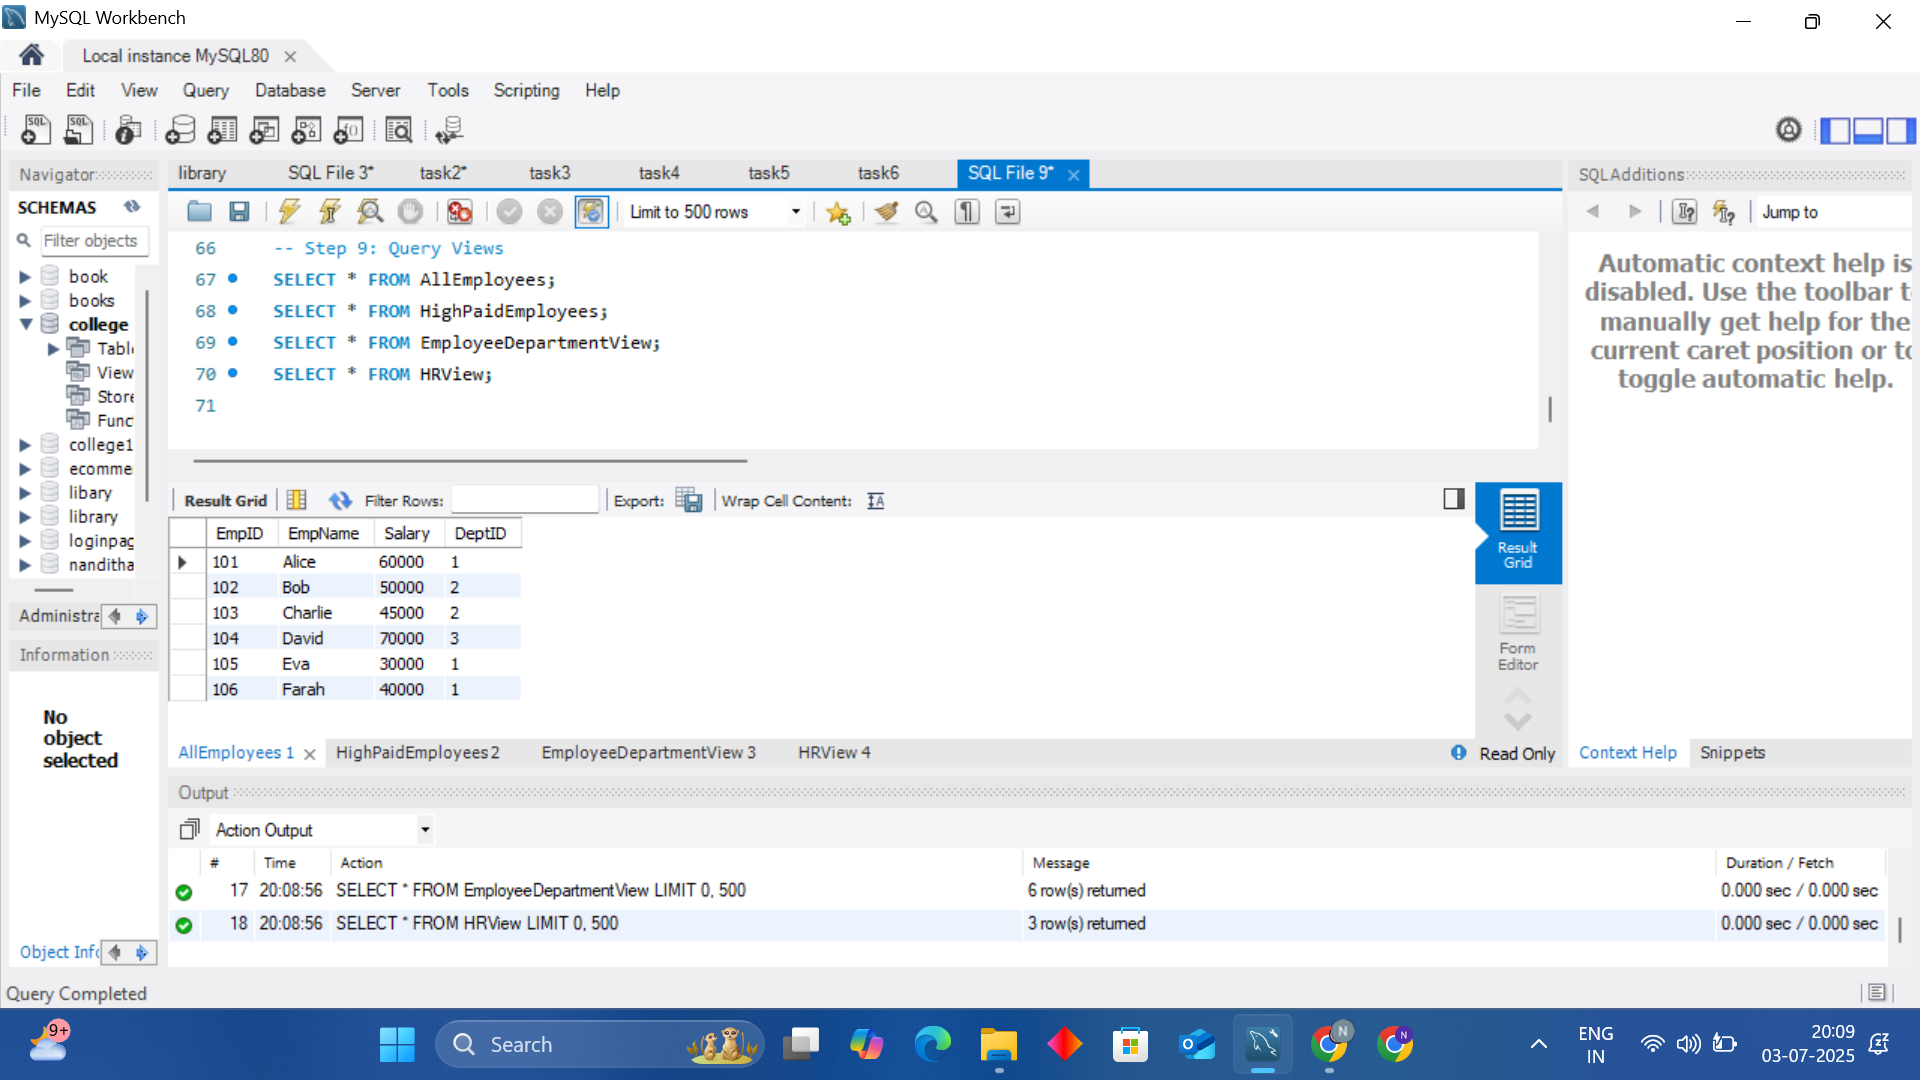 MySQL Workbench
Local instance MySQL80
File Edit View Query Database Server Tools Scripting Help
Navigator
SCHEMAS
Filter objects
book
books
college
Table
View
Store
Func
college1
ecomme
libary
library
loginpag
nanditha
Administra
Information
No
object
selected
Object Info
library SQL File 3* task2* task3 task4 task5 task6 SQL File 9*
Limit to 500 rows
66 -- Step 9: Query Views
67 SELECT * FROM AllEmployees;
68 SELECT * FROM HighPaidEmployees;
69 SELECT * FROM EmployeeDepartmentView;
70 SELECT * FROM HRView;
71
Result Grid Filter Rows: Export: Wrap Cell Content:
EmpID EmpName Salary DeptID
101 Alice 60000 1
102 Bob 50000 2
103 Charlie 45000 2
104 David 70000 3
105 Eva 30000 1
106 Farah 40000 1
Result
Grid
Form
Editor
AllEmployees 1 HighPaidEmployees 2 EmployeeDepartmentView 3 HRView 4
Read Only
SQLAdditions
Jump to
Automatic context help is
disabled. Use the toolbar to
manually get help for the
current caret position or to
toggle automatic help.
Context Help Snippets
Output
Action Output
# Time Action Message Duration / Fetch
17 20:08:56 SELECT * FROM EmployeeDepartmentView LIMIT 0, 500 6 row(s) returned 0.000 sec / 0.000 sec
18 20:08:56 SELECT * FROM HRView LIMIT 0, 500 3 row(s) returned 0.000 sec / 0.000 sec
Query Completed
9+
Search
N
N
ENG
IN
20:09
03-07-2025